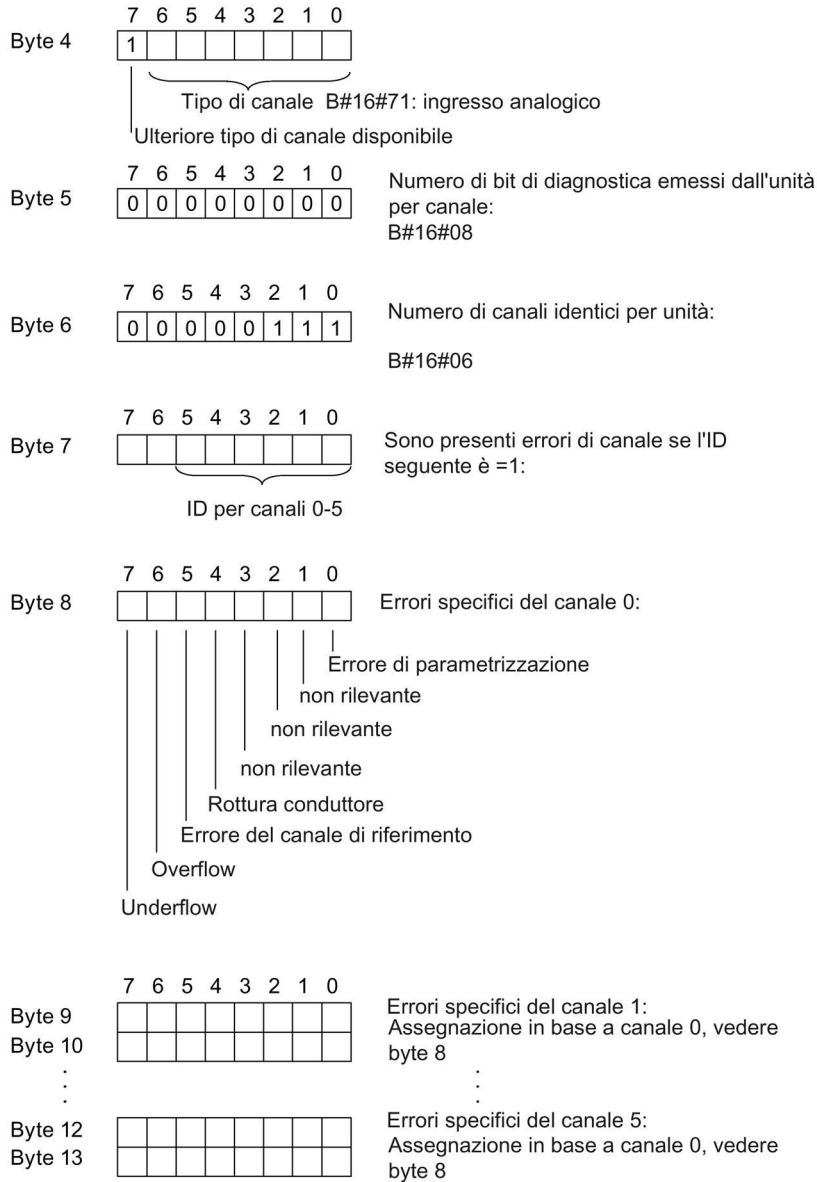 7 6 5 4 3 2 1 0
Byte 4
1
Tipo di canale B#16#71: ingresso analogico
Ulteriore tipo di canale disponibile
7 6 5 4 3 2 1 0
Byte 5
0 0 0 0 0 0 0 0
Numero di bit di diagnostica emessi dall'unità
per canale:
B#16#08
7 6 5 4 3 2 1 0
Byte 6
0 0 0 0 0 1 1 1
Numero di canali identici per unità:
B#16#06
7 6 5 4 3 2 1 0
Byte 7
Sono presenti errori di canale se l'ID
seguente è =1:
ID per canali 0-5
7 6 5 4 3 2 1 0
Byte 8
Errori specifici del canale 0:
Errore di parametrizzazione
non rilevante
non rilevante
non rilevante
Rottura conduttore
Errore del canale di riferimento
Overflow
Underflow
7 6 5 4 3 2 1 0
Byte 9
Errori specifici del canale 1:
Byte 10
Assegnazione in base a canale 0, vedere
byte 8
Byte 12
Errori specifici del canale 5:
Byte 13
Assegnazione in base a canale 0, vedere
byte 8